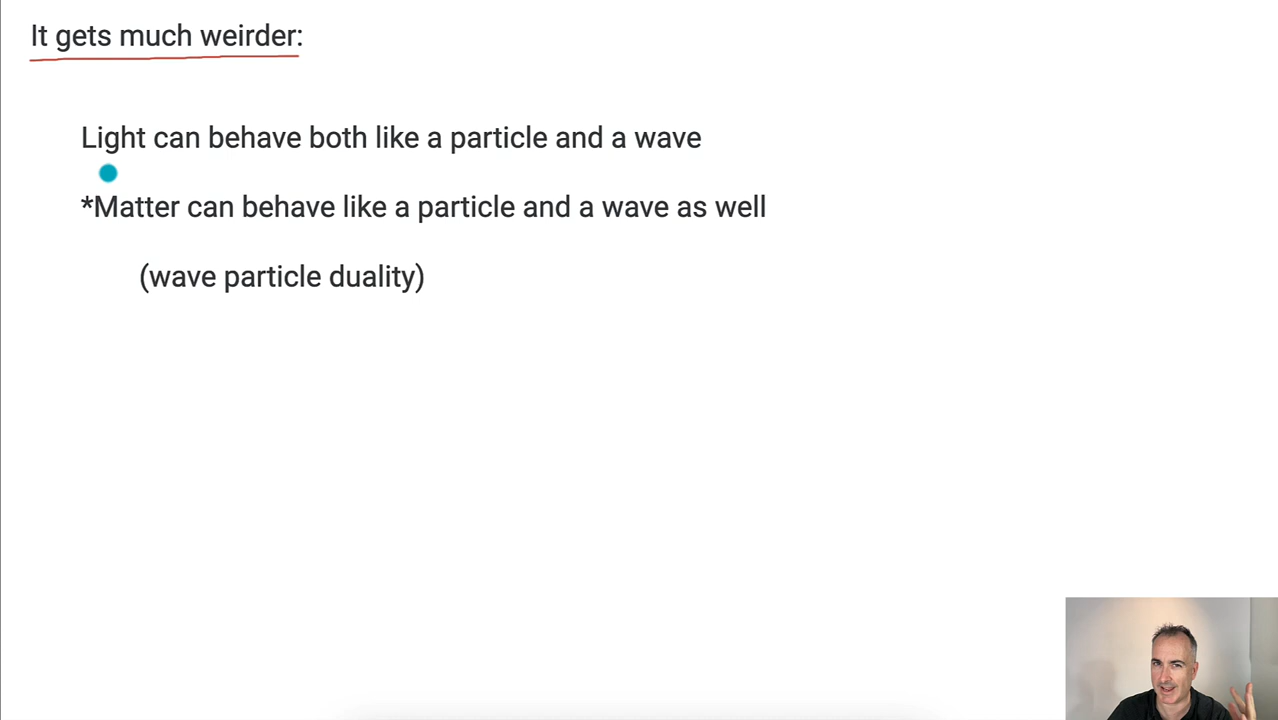 It gets much weirder:
Light can behave both like a particle and a wave
*Matter can behave like a particle and a wave as well
(wave particle duality)